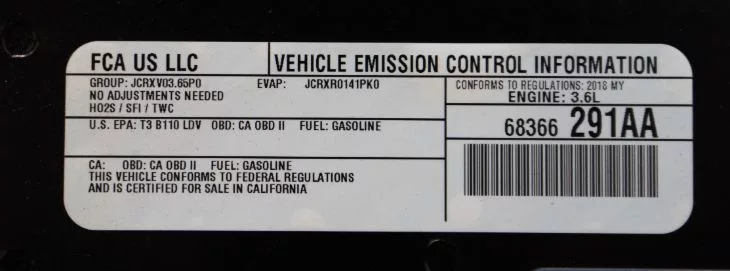 FCA US LLC
VEHICLE EMISSION CONTROL INFORMATION
GROUP: JCRXV03.65P0 EVAP: JCRXR0141PK0
NO ADJUSTMENTS NEEDED
HO2S / SFI / TWC
CONFORMS TO REGULATIONS: 2018 MY
ENGINE: 3.6L
U.S. EPA: T3 B110 LDV OBD: CA OBD II FUEL: GASOLINE
68366 291AA
CA: OBD: CA OBD II FUEL: GASOLINE
THIS VEHICLE CONFORMS TO FEDERAL REGULATIONS
AND IS CERTIFIED FOR SALE IN CALIFORNIA